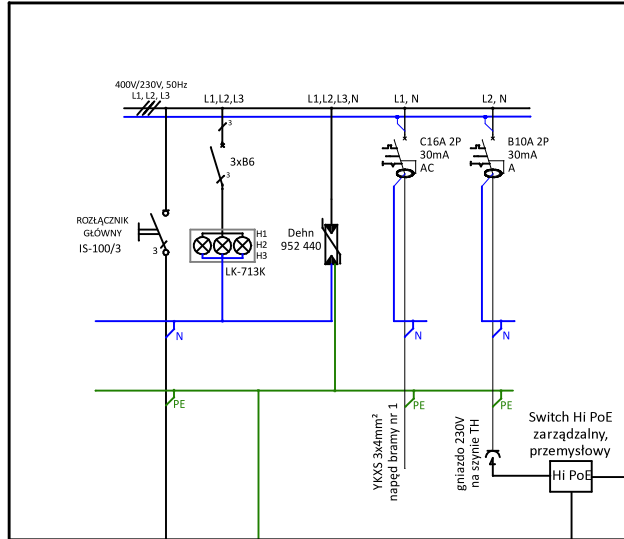 400V/230V, 50Hz
L1, L2, L3
L1,L2,L3
L1,L2,L3,N
L1, N
L2, N
3
3xB6
3
C16A 2P
30mA
AC
B10A 2P
30mA
A
ROZŁĄCZNIK
GŁÓWNY
IS-100/3
3
H1
H2
H3
LK-713K
Dehn
952 440
N
N
N
PE
PE
PE
YKXS 3x4mm²
napęd bramy nr 1
gniazdo 230V
na szynie TH
Switch Hi PoE
zarządzalny,
przemysłowy
Hi PoE